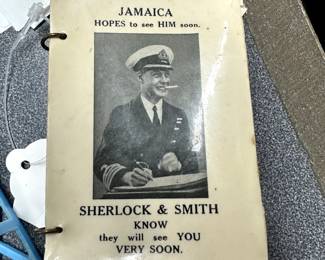 JAMAICA
HOPES to see HIM soon.
SHERLOCK & SMITH
KNOW
they will see YOU
VERY SOON.